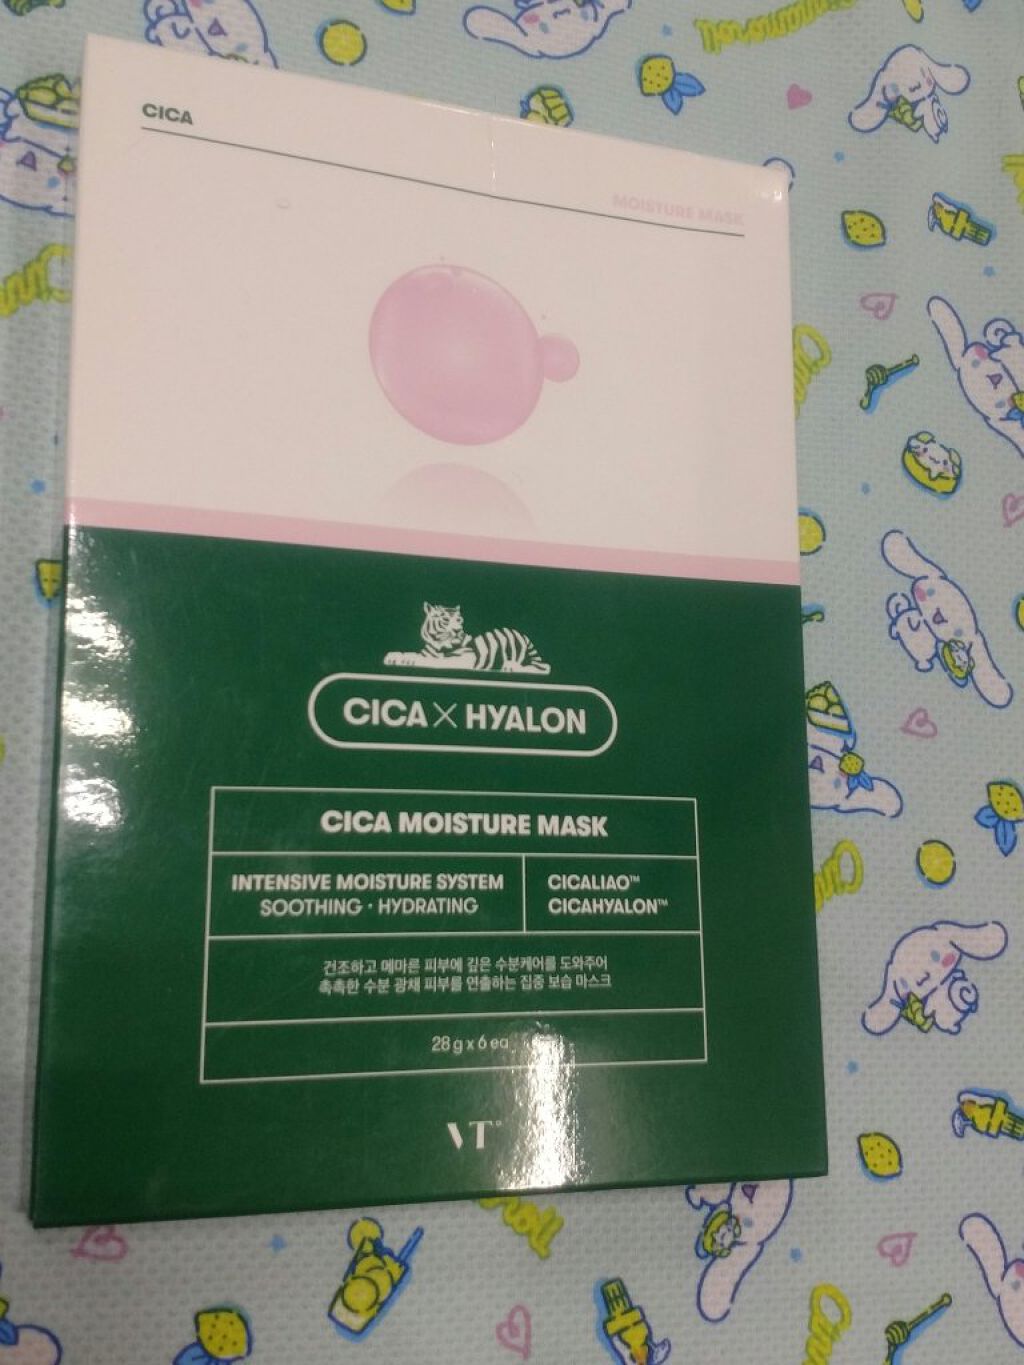 CICA
MOISTURE MASK
CICA X HYALON
CICA MOISTURE MASK
INTENSIVE MOISTURE SYSTEM
SOOTHING · HYDRATING
CICALIAO™
CICAHYALON™
건조하고 메마른 피부에 깊은 수분케어를 도와주어
촉촉한 수분 광채 피부를 연출하는 집중 보습 마스크
28 g x 6 ea
VT